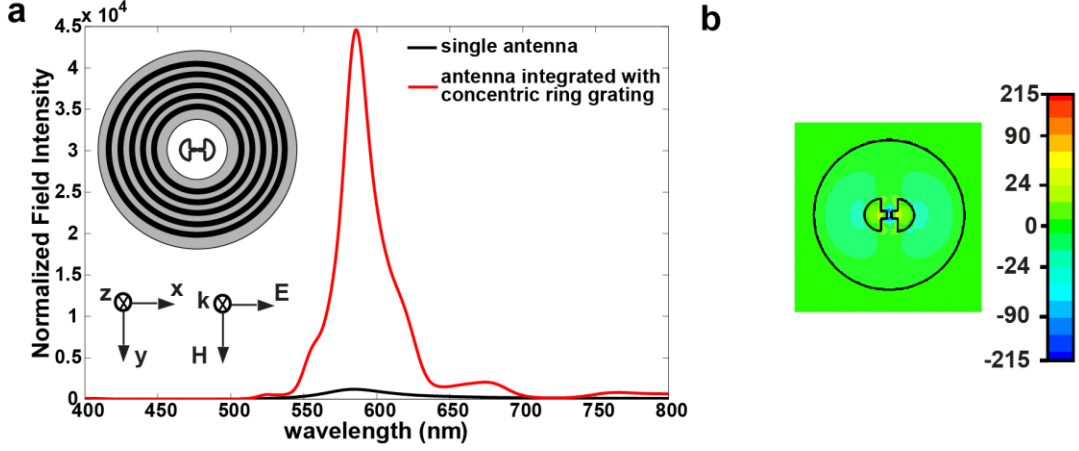 a
b
x 10⁴
4.5
4
3.5
3
2.5
2
1.5
1
0.5
0
Normalized Field Intensity
single antenna
antenna integrated with
concentric ring grating
z x
y
k E
H
400 450 500 550 600 650 700 750 800
wavelength (nm)
215
90
24
0
-24
-90
-215